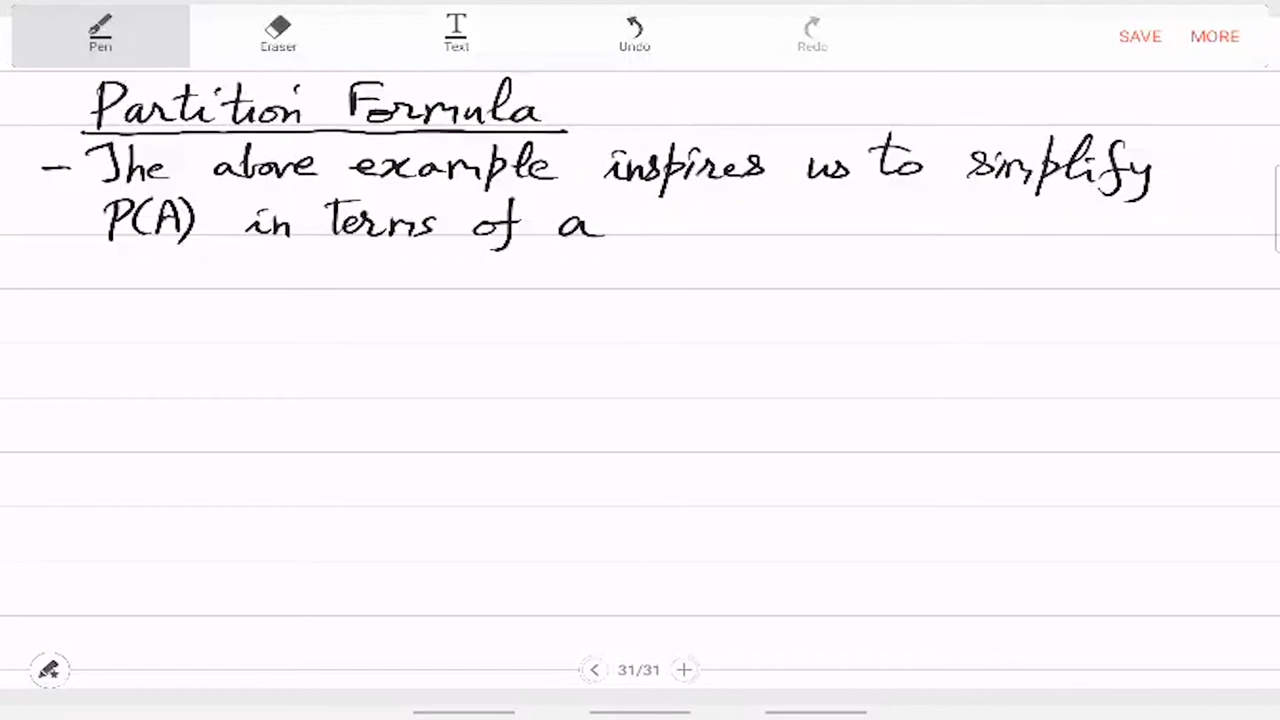 Pen Eraser Text Undo Redo SAVE MORE
Partition Formula
- The above example inspires us to simplify
P(A) in terms of a
31/31